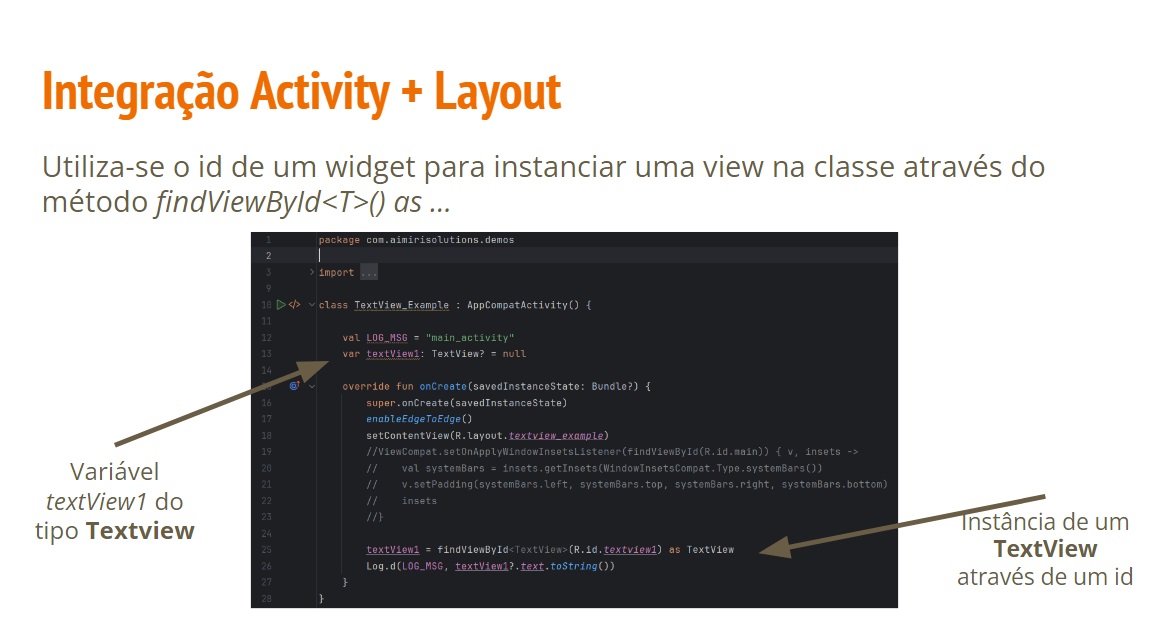 Integração Activity + Layout
Utiliza-se o id de um widget para instanciar uma view na classe através do
método findViewById<T>() as ...
1 package com.aimirisolutions.demos
2
3 import ...
9
10 class TextView_Example : AppCompatActivity() {
11
12 val LOG_MSG = "main_activity"
13 var textView1: TextView? = null
14
15 override fun onCreate(savedInstanceState: Bundle?) {
16 super.onCreate(savedInstanceState)
17 enableEdgeToEdge()
18 setContentView(R.layout.textview_example)
19 //ViewCompat.setOnApplyWindowInsetsListener(findViewById(R.id.main)) { v, insets ->
20 // val systemBars = insets.getInsets(WindowInsetsCompat.Type.systemBars())
21 // v.setPadding(systemBars.left, systemBars.top, systemBars.right, systemBars.bottom)
22 // insets
23 //}
24
25 textView1 = findViewById<TextView>(R.id.textview1) as TextView
26 Log.d(LOG_MSG, textView1?.text.toString())
27 }
28 }
Variável
textView1 do
tipo Textview
Instância de um
TextView
através de um id